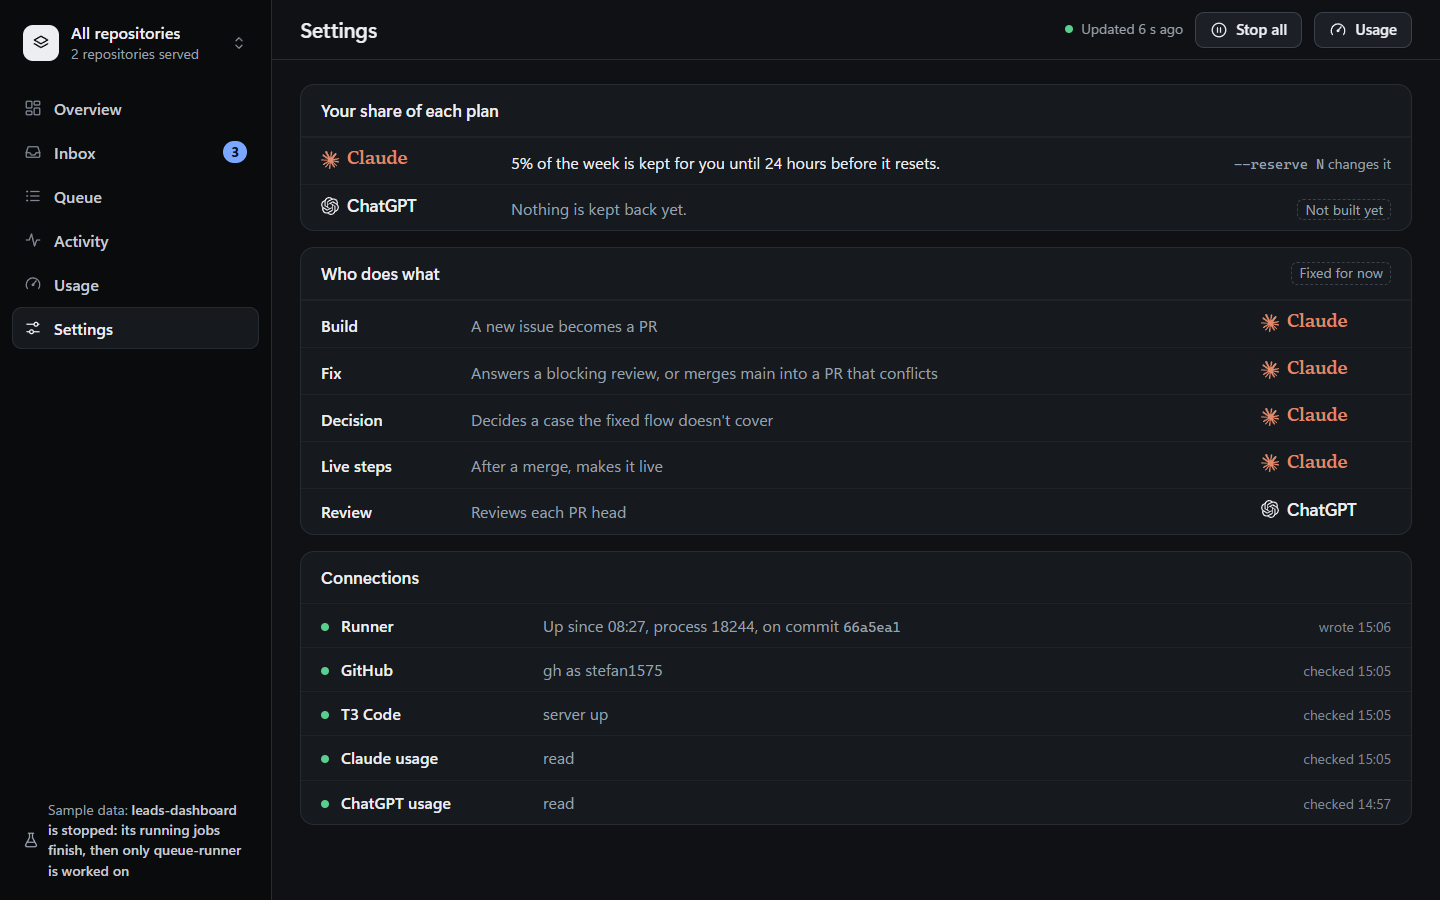 All repositories
2 repositories served
Overview
Inbox 3
Queue
Activity
Usage
Settings
Sample data: leads-dashboard
is stopped: its running jobs
finish, then only queue-runner
is worked on
Settings
Updated 6 s ago
Stop all
Usage
Your share of each plan
Claude 5% of the week is kept for you until 24 hours before it resets. --reserve N changes it
ChatGPT Nothing is kept back yet. Not built yet
Who does what Fixed for now
Build A new issue becomes a PR Claude
Fix Answers a blocking review, or merges main into a PR that conflicts Claude
Decision Decides a case the fixed flow doesn't cover Claude
Live steps After a merge, makes it live Claude
Review Reviews each PR head ChatGPT
Connections
Runner Up since 08:27, process 18244, on commit 66a5ea1 wrote 15:06
GitHub gh as stefan1575 checked 15:05
T3 Code server up checked 15:05
Claude usage read checked 15:05
ChatGPT usage read checked 14:57